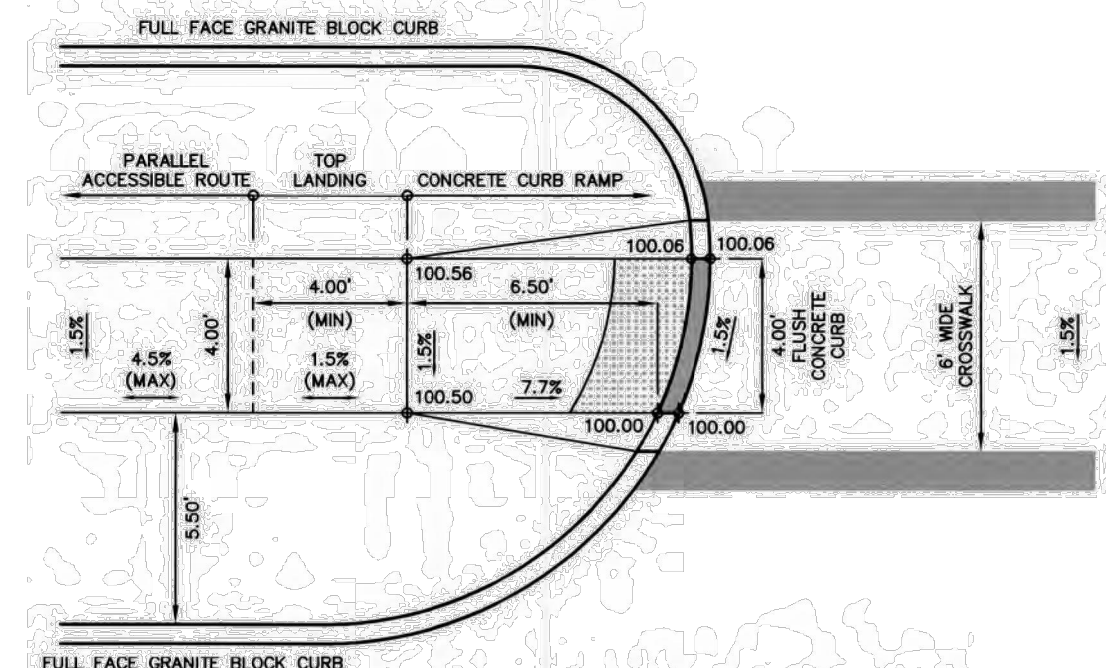 FULL FACE GRANITE BLOCK CURB
PARALLEL
ACCESSIBLE ROUTE
TOP
LANDING
CONCRETE CURB RAMP
100.06
100.06
100.56
4.00'
(MIN)
6.50'
(MIN)
1.5%
4.5%
(MAX)
4.00'
1.5%
(MAX)
1.5%
7.7%
1.5%
4.00'
FLUSH
CONCRETE
CURB
6' WIDE
CROSSWALK
1.5%
100.50
100.00
100.00
5.50'
FULL FACE GRANITE BLOCK CURB